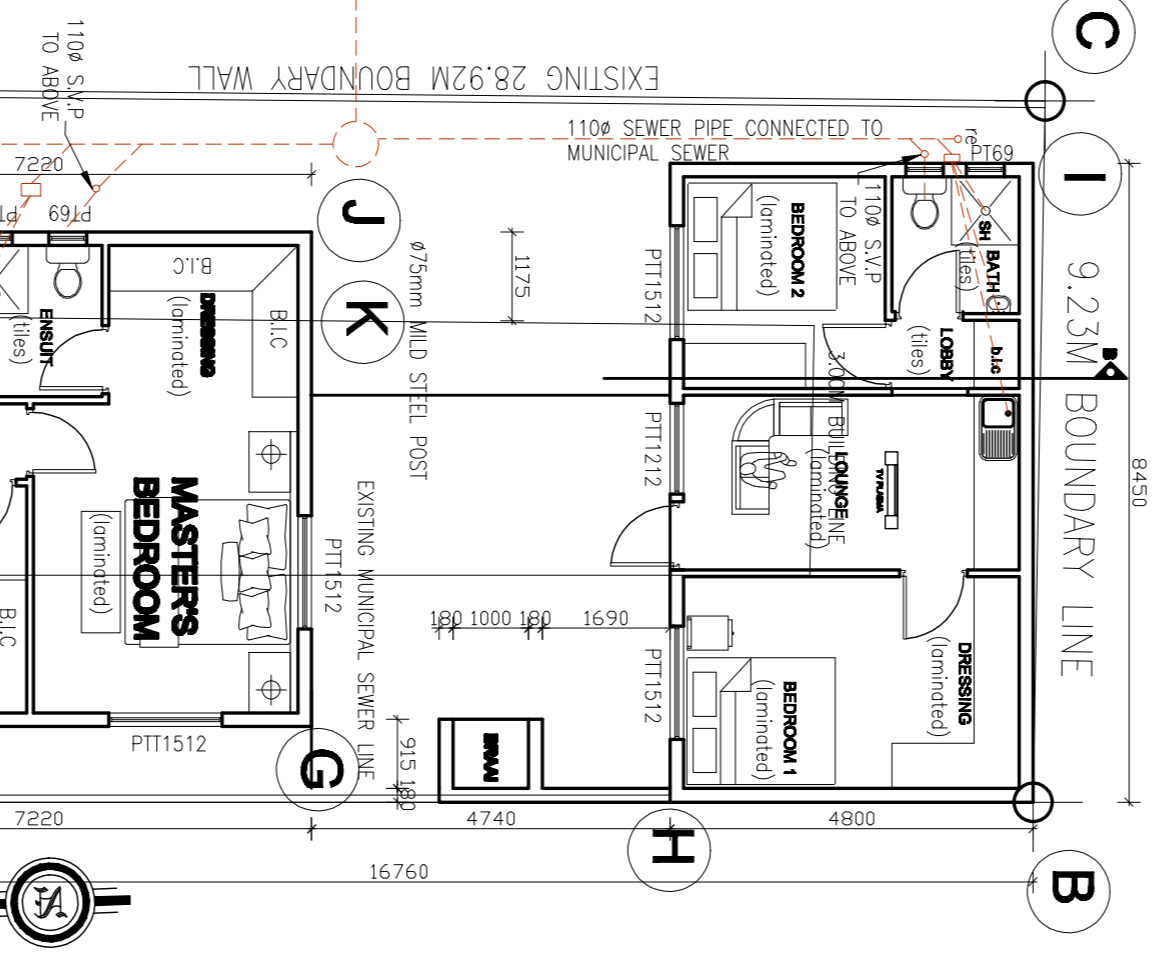 C
EXISTING 28.92M BOUNDARY WALL
110ø S.V.P
TO ABOVE
110ø SEWER PIPE CONNECTED TO
MUNICIPAL SEWER
re
PT69
I
7220
PT69
J
K
ø75mm MILD STEEL POST
1175
PTT1512
BEDROOM 2
(laminated)
110ø S.V.P
TO ABOVE
SH
BATH
(tiles)
LOBBY
(tiles)
b.i.c
9.23M BOUNDARY LINE
B
8450
B.I.C
B.I.C
DRESSING
(laminated)
ENSUIT
(tiles)
PTT1212
3.00M BUILDING LINE
LOUNGE
(laminated)
TV PLASMA
MASTER'S
BEDROOM
(laminated)
B.I.C
PTT1512
EXISTING MUNICIPAL SEWER LINE
180 1000 180 1690
PTT1512
BEDROOM 1
(laminated)
DRESSING
(laminated)
PTT1512
G
915 180
BRAAI
7220
4740
4800
H
16760
B